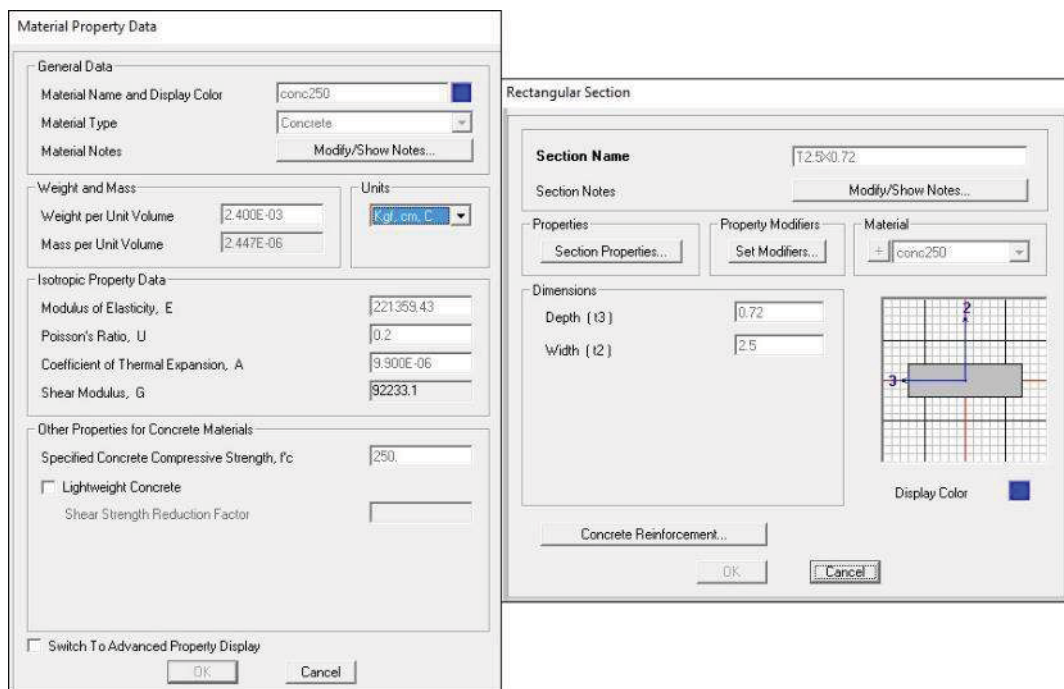 Material Property Data
General Data
Material Name and Display Color conc250
Material Type Concrete
Material Notes Modify/Show Notes...
Weight and Mass
Weight per Unit Volume 2.400E-03
Mass per Unit Volume 2.447E-06
Units
Kgf, cm, C
Isotropic Property Data
Modulus of Elasticity, E 221359.43
Poisson's Ratio, U 0.2
Coefficient of Thermal Expansion, A 9.900E-06
Shear Modulus, G 92233.1
Other Properties for Concrete Materials
Specified Concrete Compressive Strength, f'c 250.
Lightweight Concrete
Shear Strength Reduction Factor
Switch To Advanced Property Display
OK Cancel
Rectangular Section
Section Name T2.5X0.72
Section Notes Modify/Show Notes...
Properties
Section Properties...
Property Modifiers
Set Modifiers...
Material
+ conc250
Dimensions
Depth ( t3 ) 0.72
Width ( t2 ) 2.5
2
3
Display Color
Concrete Reinforcement...
OK Cancel